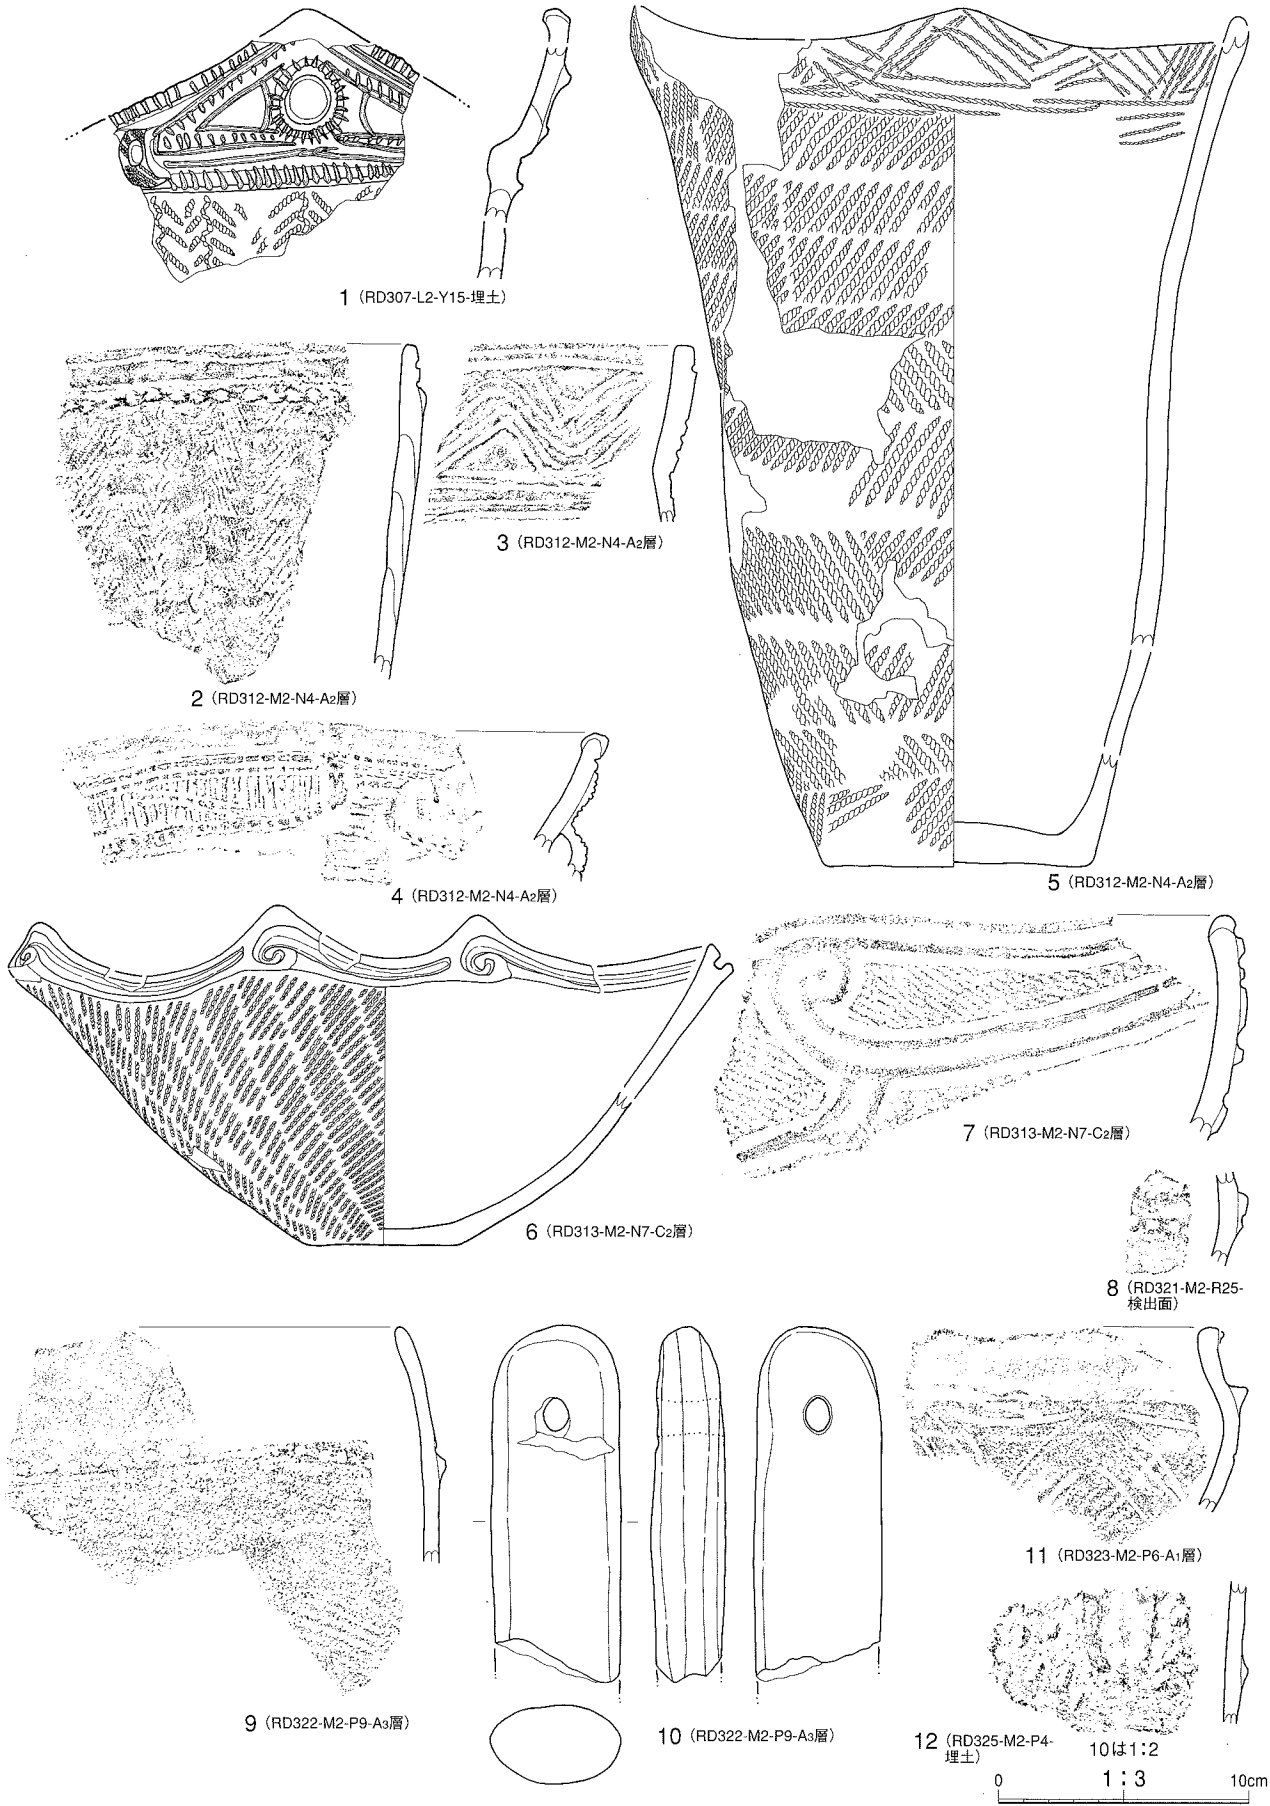 1 (RD307-L2-Y15-埋土)
2 (RD312-M2-N4-A2層)
3 (RD312-M2-N4-A2層)
4 (RD312-M2-N4-A2層)
5 (RD312-M2-N4-A2層)
6 (RD313-M2-N7-C2層)
7 (RD313-M2-N7-C2層)
8 (RD321-M2-R25-
検出面)
9 (RD322-M2-P9-A3層)
10 (RD322-M2-P9-A3層)
11 (RD323-M2-P6-A1層)
12 (RD325-M2-P4-
埋土)
10は1:2
1:3
0 10cm